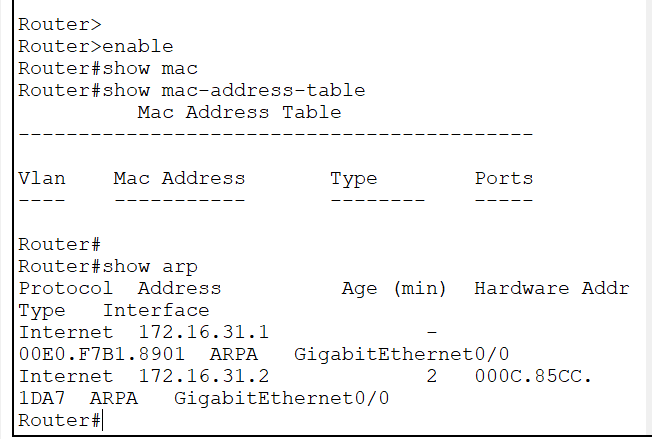 Router>
Router>enable
Router#show mac
Router#show mac-address-table
          Mac Address Table
-------------------------------------------

Vlan    Mac Address       Type        Ports
----    -----------       --------    -----

Router#
Router#show arp
Protocol  Address          Age (min)  Hardware Addr
Type   Interface
Internet  172.16.31.1             -
00E0.F7B1.8901  ARPA   GigabitEthernet0/0
Internet  172.16.31.2             2   000C.85CC.
1DA7  ARPA   GigabitEthernet0/0
Router#